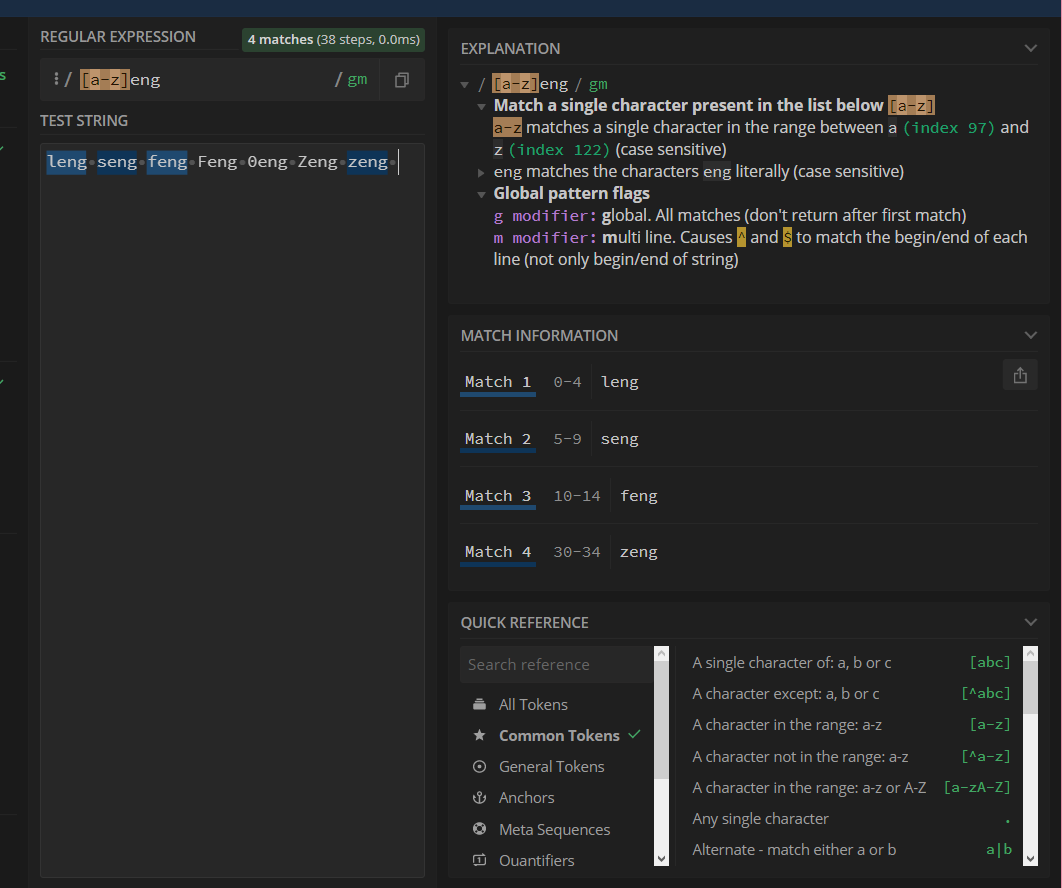 REGULAR EXPRESSION
4 matches (38 steps, 0.0ms)
/ [a-z]eng / gm
TEST STRING
leng·seng·feng·Feng·0eng·Zeng·zeng·
EXPLANATION
/ [a-z]eng / gm
Match a single character present in the list below [a-z]
a-z matches a single character in the range between a (index 97) and
z (index 122) (case sensitive)
eng matches the characters eng literally (case sensitive)
Global pattern flags
g modifier: global. All matches (don't return after first match)
m modifier: multi line. Causes ^ and $ to match the begin/end of each
line (not only begin/end of string)
MATCH INFORMATION
Match 1 0-4 leng
Match 2 5-9 seng
Match 3 10-14 feng
Match 4 30-34 zeng
QUICK REFERENCE
Search reference
All Tokens
Common Tokens
General Tokens
Anchors
Meta Sequences
Quantifiers
A single character of: a, b or c [abc]
A character except: a, b or c [^abc]
A character in the range: a-z [a-z]
A character not in the range: a-z [^a-z]
A character in the range: a-z or A-Z [a-zA-Z]
Any single character .
Alternate - match either a or b a|b